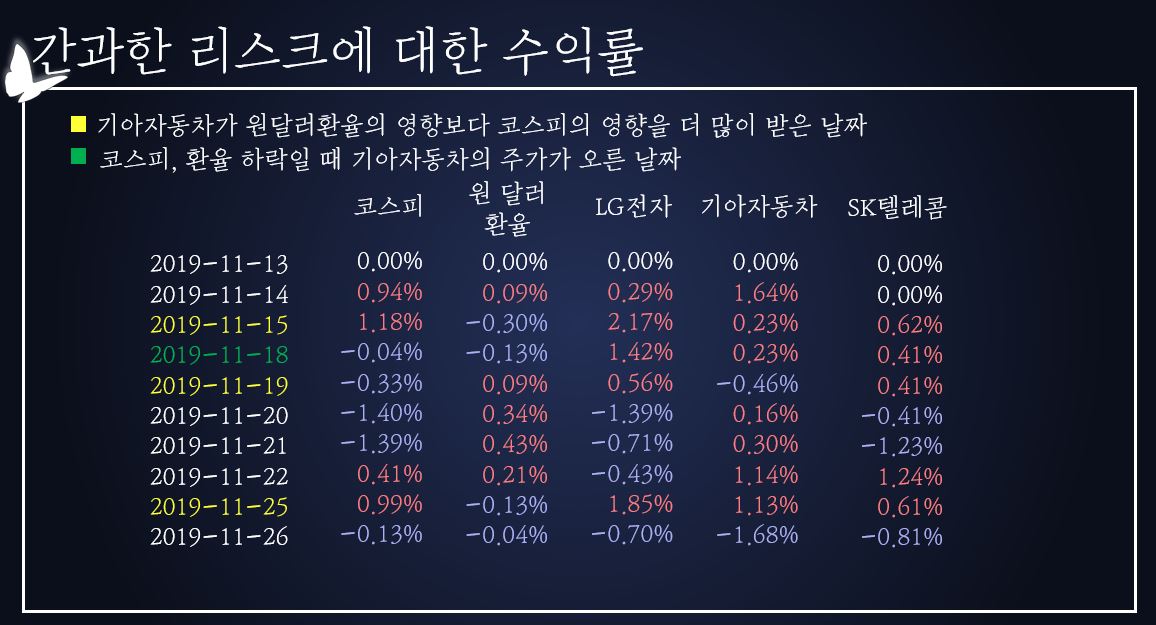 간과한 리스크에 대한 수익률
기아자동차가 원달러환율의 영향보다 코스피의 영향을 더 많이 받은 날짜
코스피, 환율 하락일 때 기아자동차의 주가가 오른 날짜
코스피 원 달러 환율 LG전자 기아자동차 SK텔레콤
2019-11-13 0.00% 0.00% 0.00% 0.00% 0.00%
2019-11-14 0.94% 0.09% 0.29% 1.64% 0.00%
2019-11-15 1.18% -0.30% 2.17% 0.23% 0.62%
2019-11-18 -0.04% -0.13% 1.42% 0.23% 0.41%
2019-11-19 -0.33% 0.09% 0.56% -0.46% 0.41%
2019-11-20 -1.40% 0.34% -1.39% 0.16% -0.41%
2019-11-21 -1.39% 0.43% -0.71% 0.30% -1.23%
2019-11-22 0.41% 0.21% -0.43% 1.14% 1.24%
2019-11-25 0.99% -0.13% 1.85% 1.13% 0.61%
2019-11-26 -0.13% -0.04% -0.70% -1.68% -0.81%